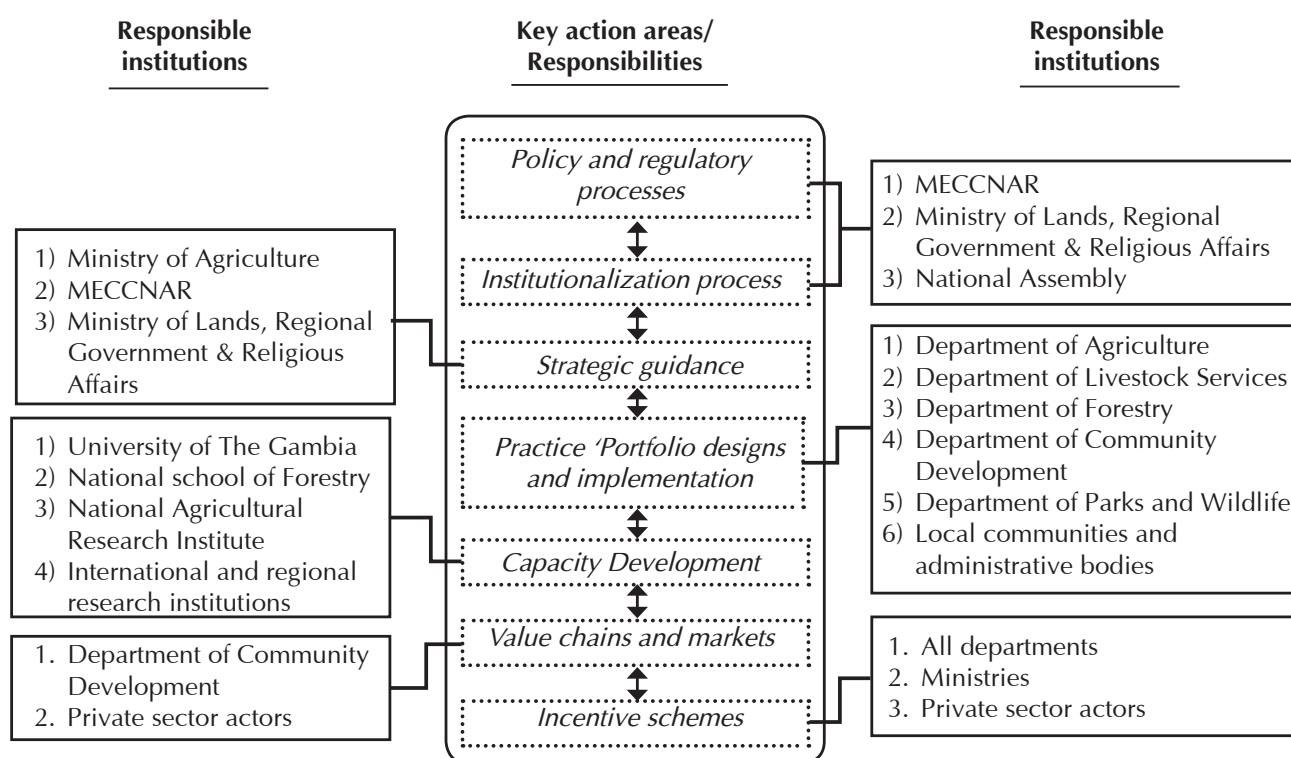 Responsible
institutions
Key action areas/
Responsibilities
Responsible
institutions
1) Ministry of Agriculture
2) MECCNAR
3) Ministry of Lands, Regional
Government & Religious
Affairs
1) University of The Gambia
2) National school of Forestry
3) National Agricultural
Research Institute
4) International and regional
research institutions
1. Department of Community
Development
2. Private sector actors
Policy and regulatory
processes
Institutionalization process
Strategic guidance
Practice ‘Portfolio designs
and implementation
Capacity Development
Value chains and markets
Incentive schemes
1) MECCNAR
2) Ministry of Lands, Regional
Government & Religious Affairs
3) National Assembly
1) Department of Agriculture
2) Department of Livestock Services
3) Department of Forestry
4) Department of Community
Development
5) Department of Parks and Wildlife
6) Local communities and
administrative bodies
1. All departments
2. Ministries
3. Private sector actors